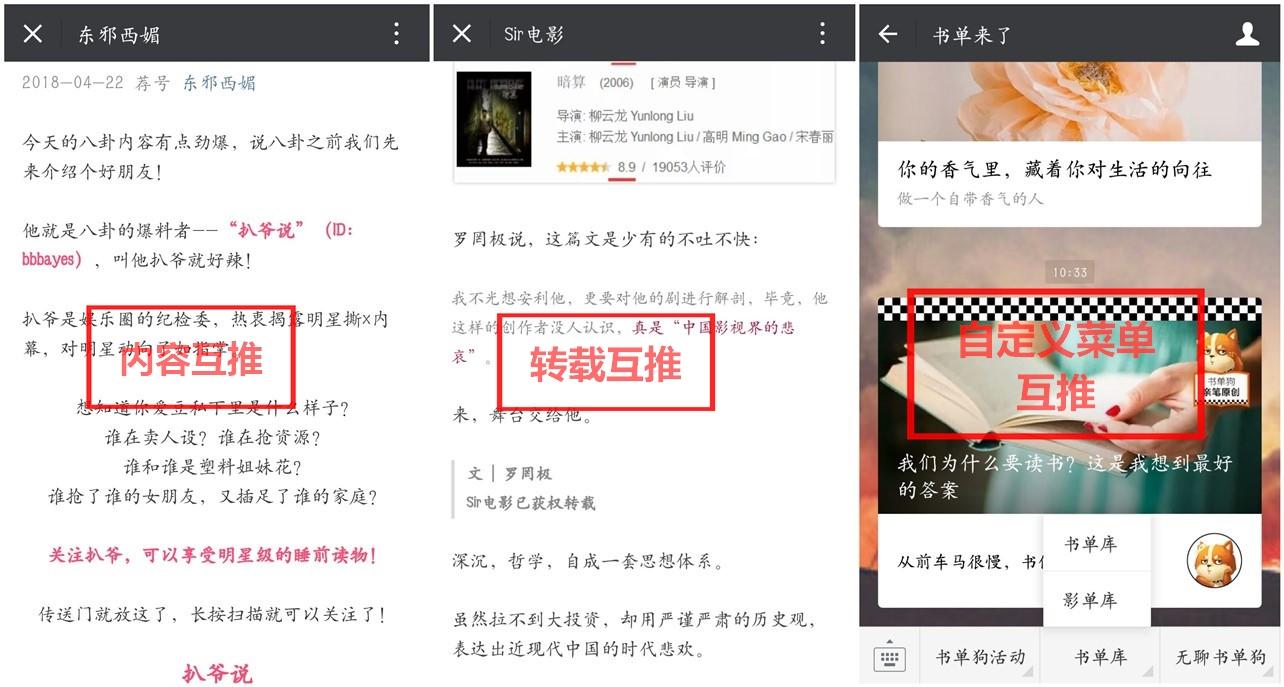 东邪西媚
2018-04-22 荐号 东邪西媚
今天的八卦内容有点劲爆，说八卦之前我们先
来介绍个好朋友！
他就是八卦的爆料者--“扒爷说”（ID:
bbbayes），叫他扒爷就好辣！
扒爷是娱乐圈的纪检委，热衷揭露明星撕x内
幕，对明星动向了如指掌
内容互推
想知道你爱豆私下里是什么样子？
谁在卖人设？谁在抢资源？
谁和谁是塑料姐妹花？
谁抢了谁的女朋友，又插足了谁的家庭？
关注扒爷，可以享受明星级的睡前读物！
传送门就放这了，长按扫描就可以关注了！
扒爷说
Sir电影
暗算 (2006) [ 演员 导演 ]
导演: 柳云龙 Yunlong Liu
主演: 柳云龙 Yunlong Liu / 高明 Ming Gao / 宋春丽
8.9 / 19053人评价
罗罔极说，这篇文是少有的不吐不快：
我不光想安利他，更要对他的剧进行解剖，毕竟，他
这样的创作者没人认识，真是“中国影视界的悲
哀”。
转载互推
来，舞台交给他。
文 | 罗罔极
Sir电影已获权转载
深沉，哲学，自成一套思想体系。
虽然拉不到大投资，却用严谨严肃的历史观，
表达出近现代中国的时代悲欢。
书单来了
你的香气里，藏着你对生活的向往
做一个自带香气的人
10:33
自定义菜单
互推
书单狗
亲笔原创
我们为什么要读书？这是我想到最好
的答案
从前车马很慢，书
书单库
影单库
书单狗活动
书单库
无聊书单狗